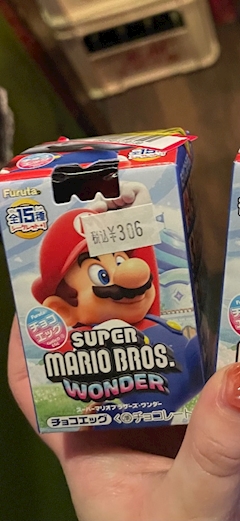 Furuta
全15種
税込¥306
チョコ
エッグ
SUPER
MARIO BROS.
WONDER
スーパーマリオブラザーズ・ワンダー
チョコエッグ
チョコレート